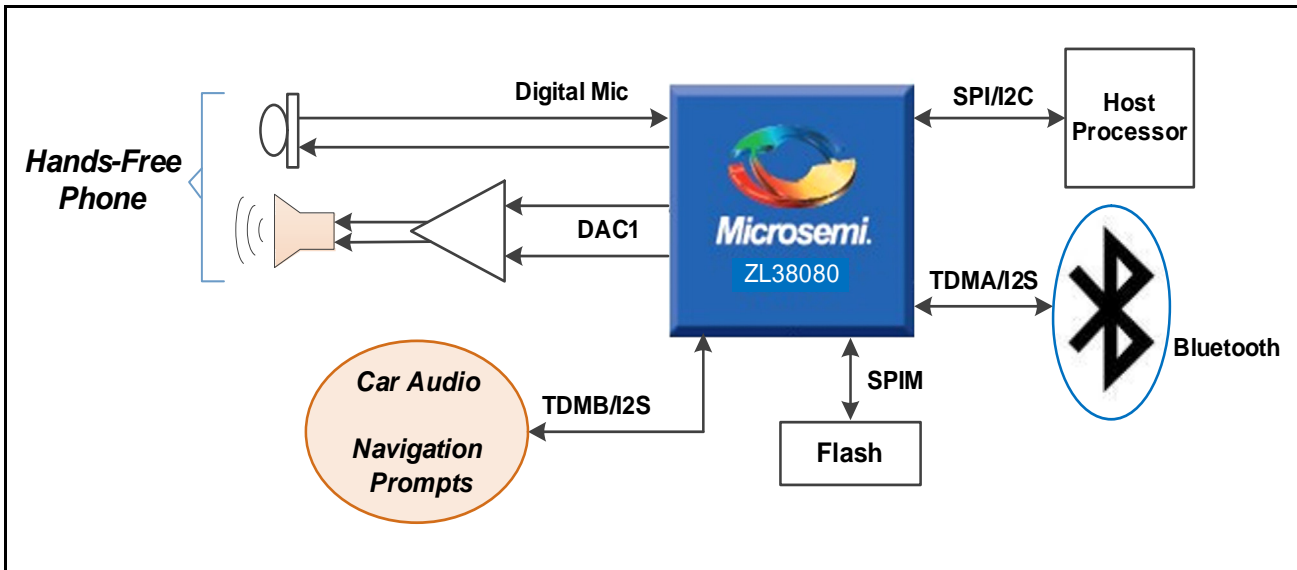 Hands-Free
Phone
Digital Mic
DAC1
Microsemi.
ZL38080
SPI/I2C
Host
Processor
TDMA/I2S
Bluetooth
SPIM
Flash
TDMB/I2S
Car Audio
Navigation
Prompts